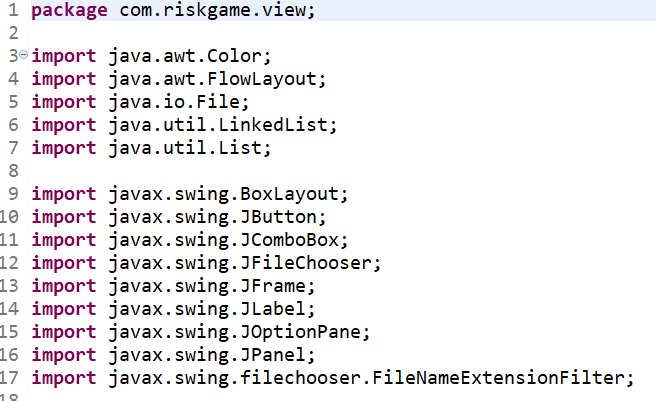 1 package com.riskgame.view;
2
3 import java.awt.Color;
4 import java.awt.FlowLayout;
5 import java.io.File;
6 import java.util.LinkedList;
7 import java.util.List;
8
9 import javax.swing.BoxLayout;
10 import javax.swing.JButton;
11 import javax.swing.JComboBox;
12 import javax.swing.JFileChooser;
13 import javax.swing.JFrame;
14 import javax.swing.JLabel;
15 import javax.swing.JOptionPane;
16 import javax.swing.JPanel;
17 import javax.swing.filechooser.FileNameExtensionFilter;
18